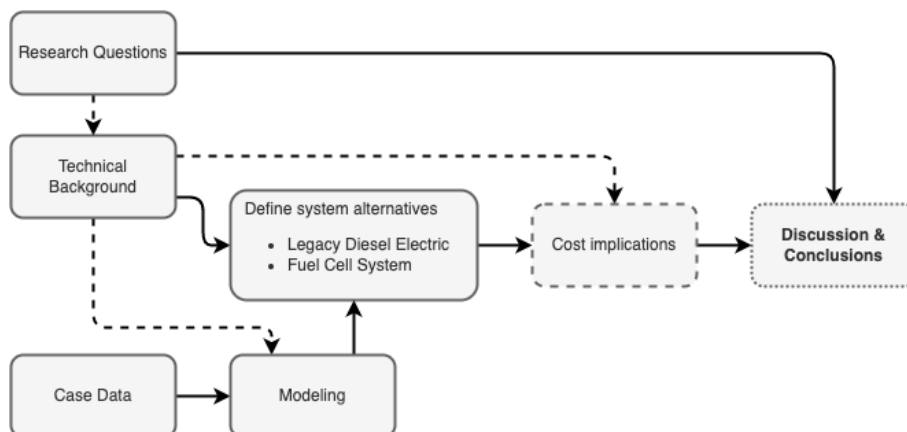 Research Questions
Technical
Background
Define system alternatives
• Legacy Diesel Electric
• Fuel Cell System
Cost implications
Discussion &
Conclusions
Case Data
Modeling